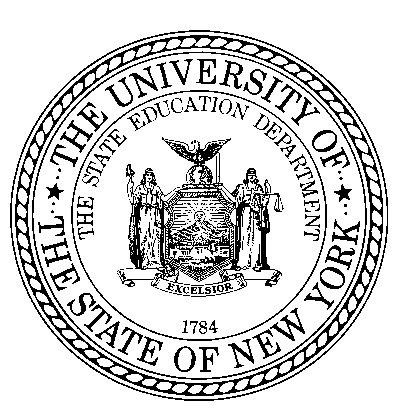 THE UNIVERSITY OF
THE STATE OF NEW YORK
THE STATE EDUCATION DEPARTMENT
EXCELSIOR
1784